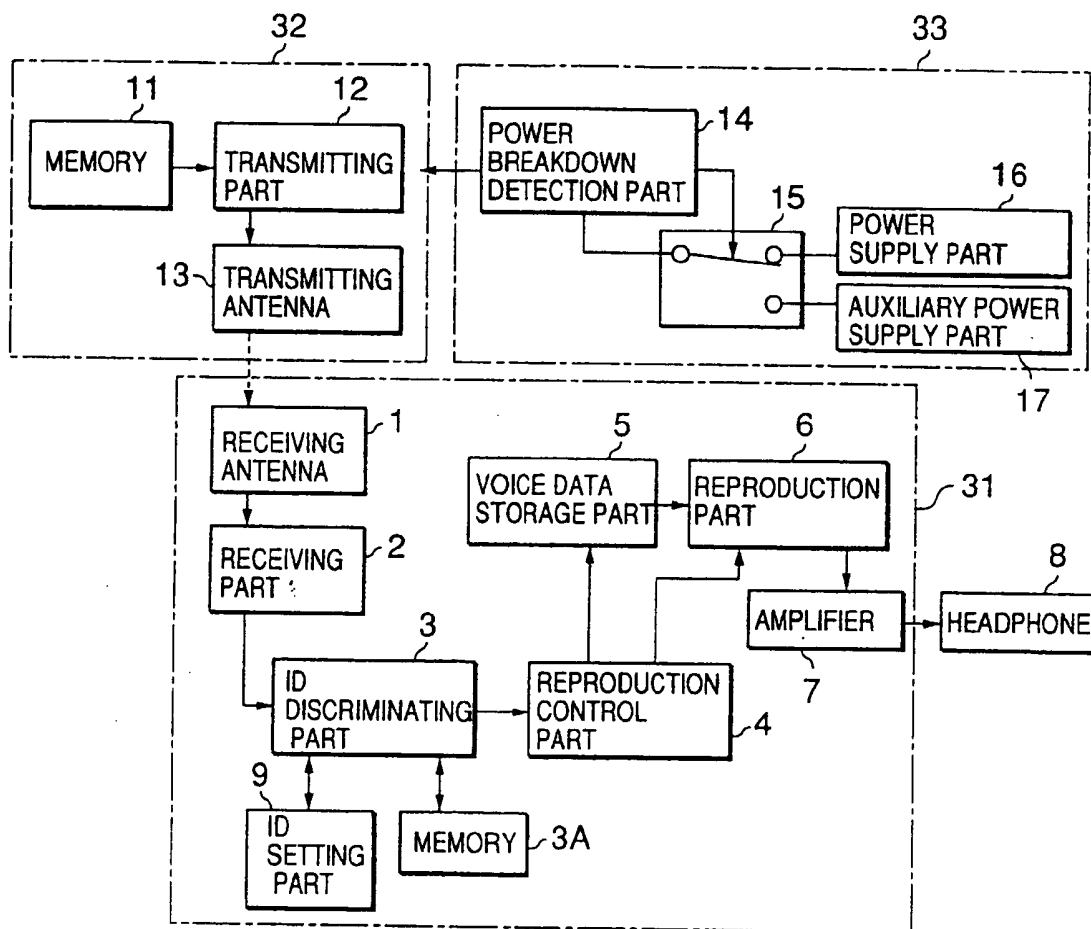 32
33
11
12
MEMORY
TRANSMITTING
PART
13
TRANSMITTING
ANTENNA
14
POWER
BREAKDOWN
DETECTION PART
15
16
POWER
SUPPLY PART
AUXILIARY POWER
SUPPLY PART
17
1
RECEIVING
ANTENNA
2
RECEIVING
PART
5
VOICE DATA
STORAGE PART
6
REPRODUCTION
PART
31
AMPLIFIER
7
8
HEADPHONE
3
ID
DISCRIMINATING
PART
REPRODUCTION
CONTROL
PART
4
9
ID
SETTING
PART
MEMORY
3A